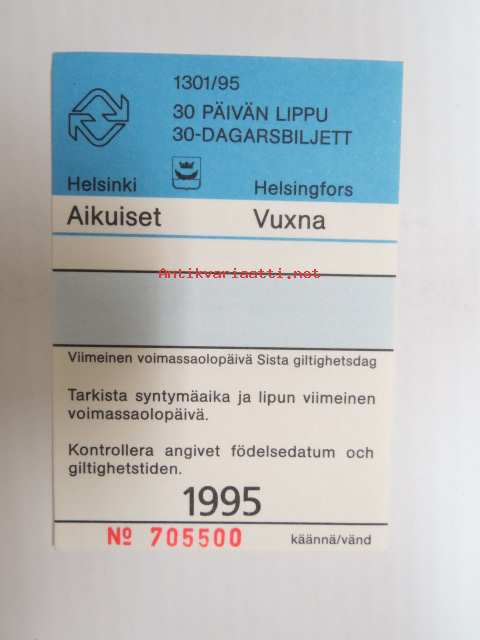 1301/95
30 PÄIVÄN LIPPU
30-DAGARSBILJETT
Helsinki Helsingfors
Aikuiset Vuxna
Antikvariaatti.net
Viimeinen voimassaolopäivä Sista giltighetsdag
Tarkista syntymäaika ja lipun viimeinen
voimassaolopäivä.
Kontrollera angivet födelsedatum och
giltighetstiden.
1995
Nº 705500 käännä/vänd